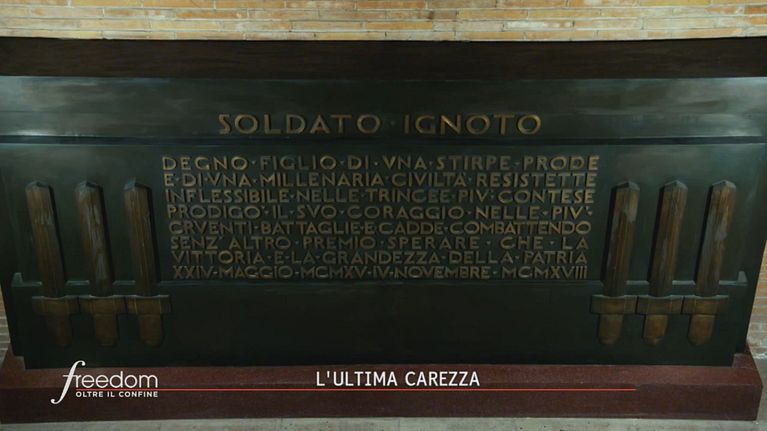 SOLDATO · IGNOTO
DEGNO · FIGLIO · DI · VNA · STIRPE · PRODE
E · DI · VNA · MILLENARIA · CIVILTÀ · RESISTETTE
INFLESSIBILE · NELLE · TRINCEE · PIV' · CONTESE
PRODIGO · IL · SVO · CORAGGIO · NELLE · PIV'
CRVENTI · BATTAGLIE · E · CADDE · COMBATTENDO
SENZ' ALTRO · PREMIO · SPERARE · CHE · LA
VITTORIA · E · LA · GRANDEZZA · DELLA · PATRIA
XXIV · MAGGIO · MCMXV · IV · NOVEMBRE · MCMXVIII
freedom
OLTRE IL CONFINE
L'ULTIMA CAREZZA